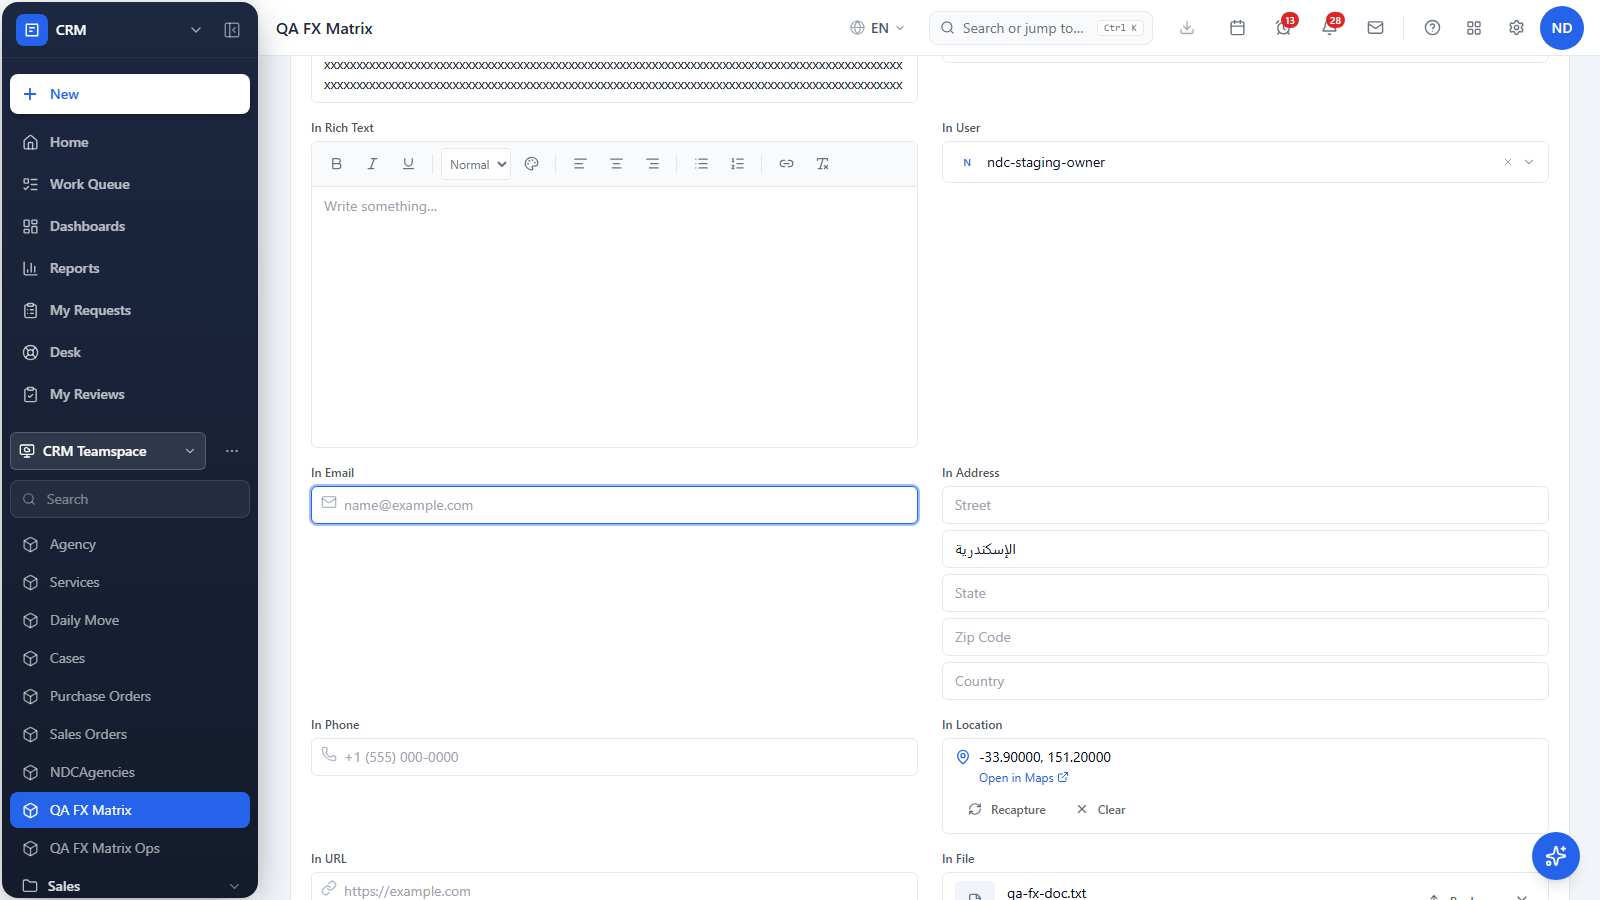 CRM
New
Home
Work Queue
Dashboards
Reports
My Requests
Desk
My Reviews
CRM Teamspace
Search
Agency
Services
Daily Move
Cases
Purchase Orders
Sales Orders
NDCAgencies
QA FX Matrix
QA FX Matrix Ops
Sales
QA FX Matrix
EN
Search or jump to...
Ctrl K
13
28
ND
In Rich Text
Normal
Write something...
In User
N
ndc-staging-owner
In Email
name@example.com
In Address
Street
الإسكندرية
State
Zip Code
Country
In Phone
+1 (555) 000-0000
In Location
-33.90000, 151.20000
Open in Maps
Recapture
Clear
In URL
https://example.com
In File
qa-fx-doc.txt